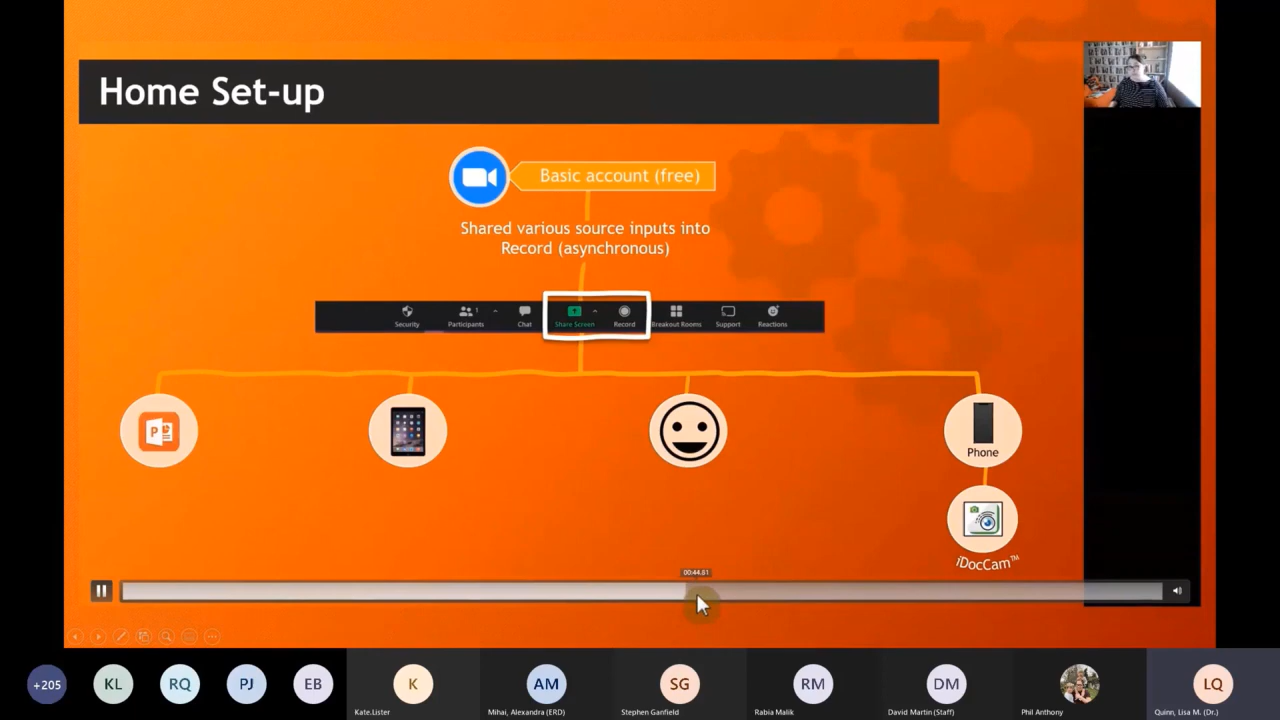 Home Set-up
Basic account (free)
Shared various source inputs into
Record (asynchronous)
Security
Participants 1
Chat
Share Screen
Record
Breakout Rooms
Support
Reactions
P
Phone
iDocCam™
00:44.81
+205
KL
RQ
PJ
EB
K
AM
SG
RM
DM
LQ
Kate.Lister
Mihai, Alexandra (ERD)
Stephen Ganfield
Rabia Malik
David Martin (Staff)
Phil Anthony
Quinn, Lisa M. (Dr.)